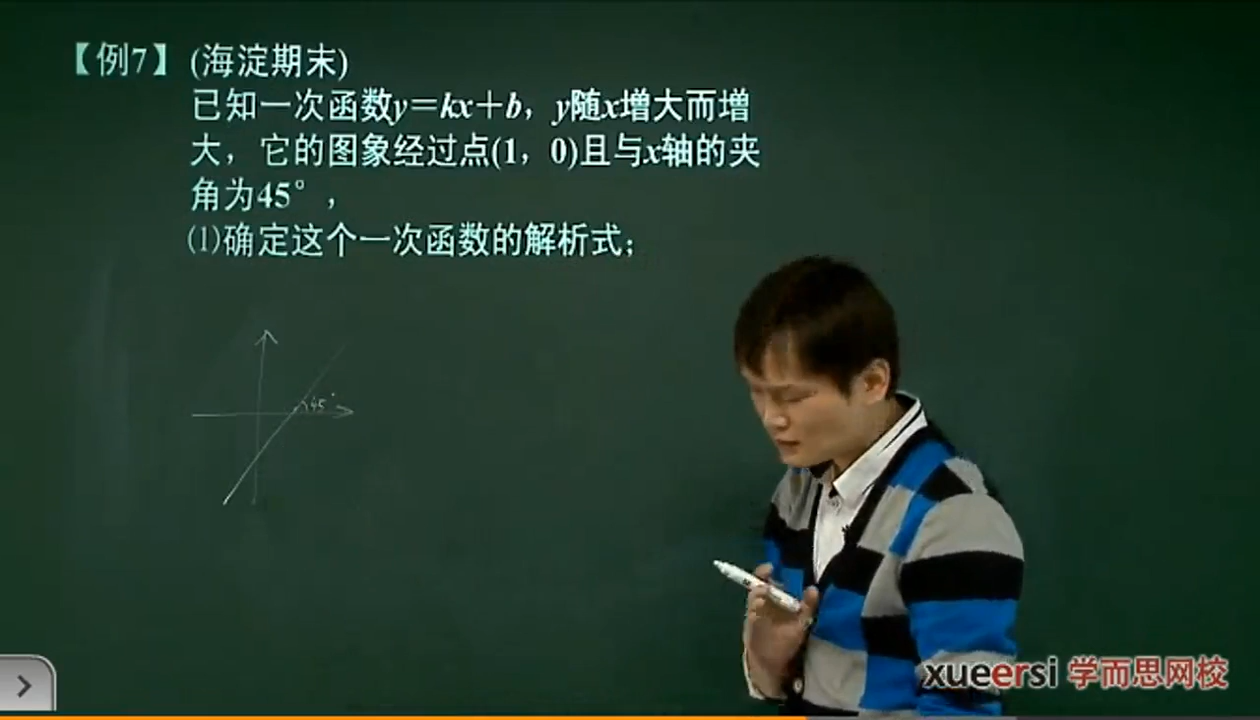 【例7】(海淀期末)
已知一次函数y=kx+b，y随x增大而增
大，它的图象经过点(1，0)且与x轴的夹
角为45°，
⑴确定这个一次函数的解析式；
45°
xueersi 学而思网校